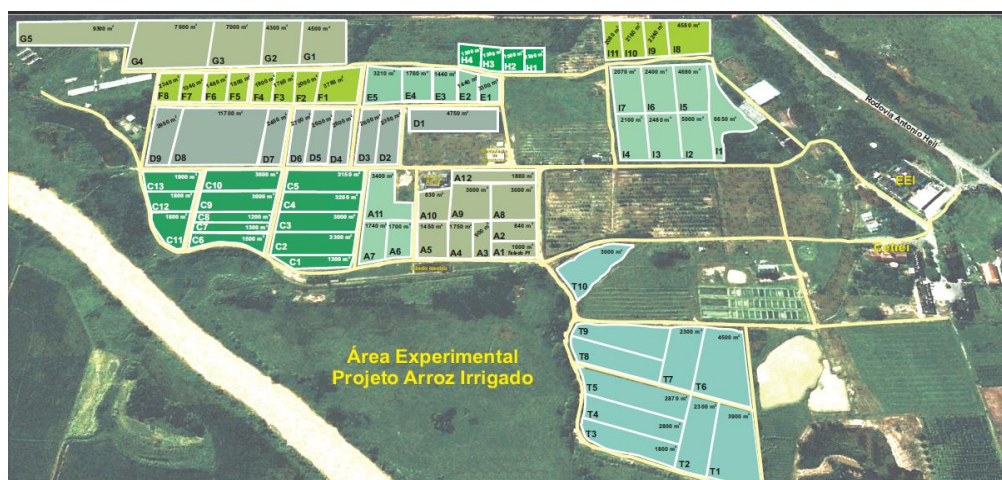 9300 m²
7900 m²
7000 m²
4300 m²
4500 m²
G5
G4
G3
G2
G1
H4
H3
H2
H1
4580 m²
I11
I10
I9
I8
F8
F7
F6
F5
F4
F3
F2
F1
3210 m²
1760 m²
1440 m²
E5
E4
E3
E2
E1
2070 m²
2400 m²
4680 m²
I7
I6
I5
2100 m²
2480 m²
5000 m²
6650 m²
I4
I3
I2
I1
11700 m²
4750 m²
D1
D9
D8
D7
D6
D5
D4
D3
D2
Rodovia Antonio Heil
EEI
Cetrei
1800 m²
3000 m²
3150 m²
C13
C10
C5
1800 m²
C12
C9
3000 m²
C4
3200 m²
C8
1200 m²
C7
1300 m²
C3
3000 m²
C11
C6
1500 m²
C2
3300 m²
C1
1200 m²
3400 m²
A11
1740 m²
1700 m²
A7
A6
A12
1860 m²
630 m²
3000 m²
3000 m²
A10
A9
A8
1450 m²
1750 m²
840 m²
A2
A5
A4
A3
A1
1000 m²
3000 m²
T10
Área Experimental
Projeto Arroz Irrigado
T9
T8
2300 m²
4500 m²
T7
T6
T5
2670 m²
2300 m²
3900 m²
T4
2800 m²
T3
1800 m²
T2
T1